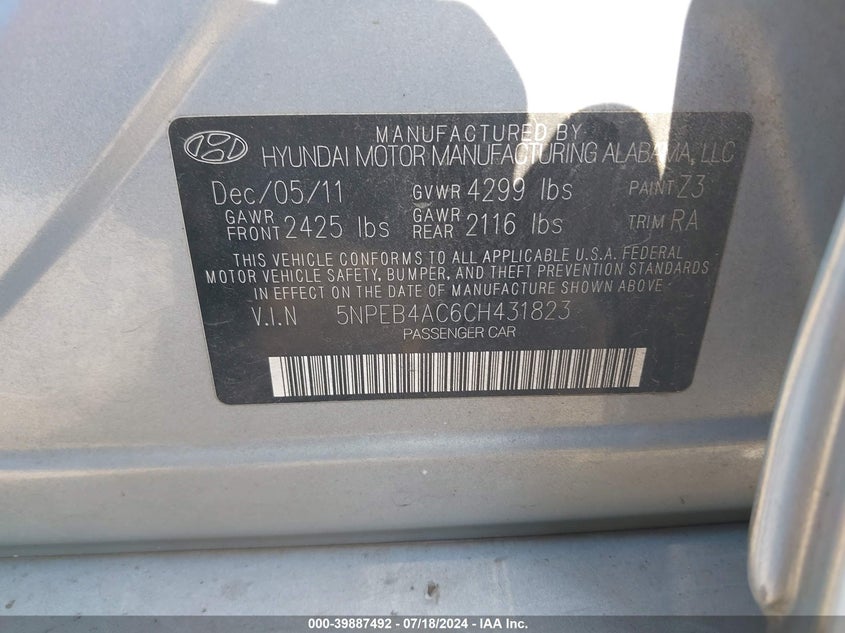 MANUFACTURED BY
HYUNDAI MOTOR MANUFACTURING ALABAMA, LLC
Dec/05/11 GVWR 4299 lbs PAINT Z3
GAWR FRONT 2425 lbs GAWR REAR 2116 lbs TRIM RA
THIS VEHICLE CONFORMS TO ALL APPLICABLE U.S.A. FEDERAL
MOTOR VEHICLE SAFETY, BUMPER, AND THEFT PREVENTION STANDARDS
IN EFFECT ON THE DATE OF MANUFACTURE SHOWN ABOVE
V.I.N 5NPEB4AC6CH431823
PASSENGER CAR
000-39887492 - 07/18/2024 - IAA Inc.